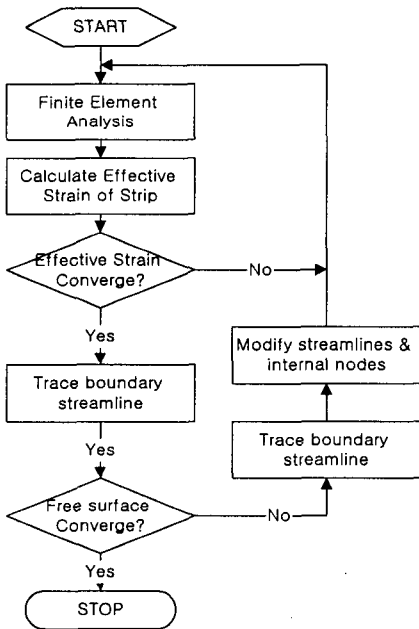 START
Finite Element
Analysis
Calculate Effective
Strain of Strip
Effective Strain
Converge?
No
Yes
Modify streamlines &
internal nodes
Trace boundary
streamline
Yes
Trace boundary
streamline
Free surface
Converge?
No
Yes
STOP